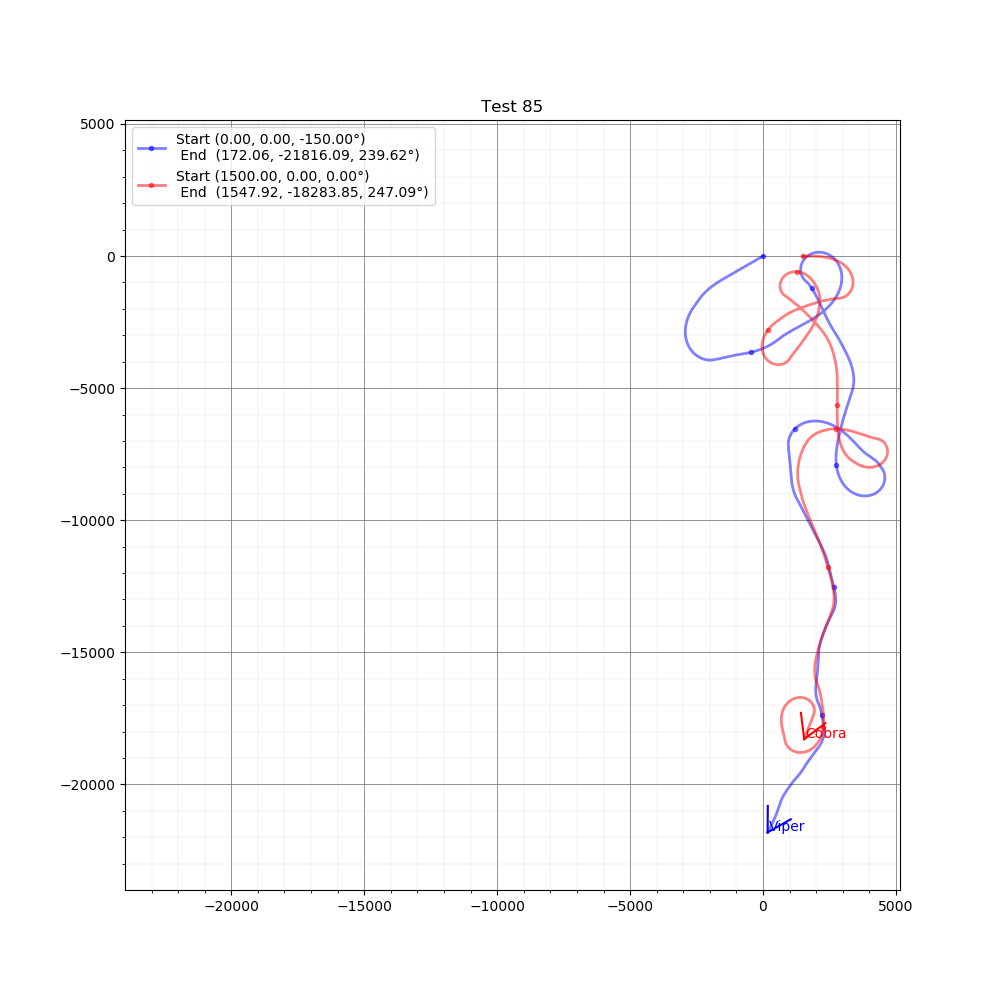 Test 85
Start (0.00, 0.00, -150.00°)
End (172.06, -21816.09, 239.62°)
Start (1500.00, 0.00, 0.00°)
End (1547.92, -18283.85, 247.09°)
5000
0
−5000
−10000
−15000
−20000
Cobra
Viper
−20000
−15000
−10000
−5000
0
5000